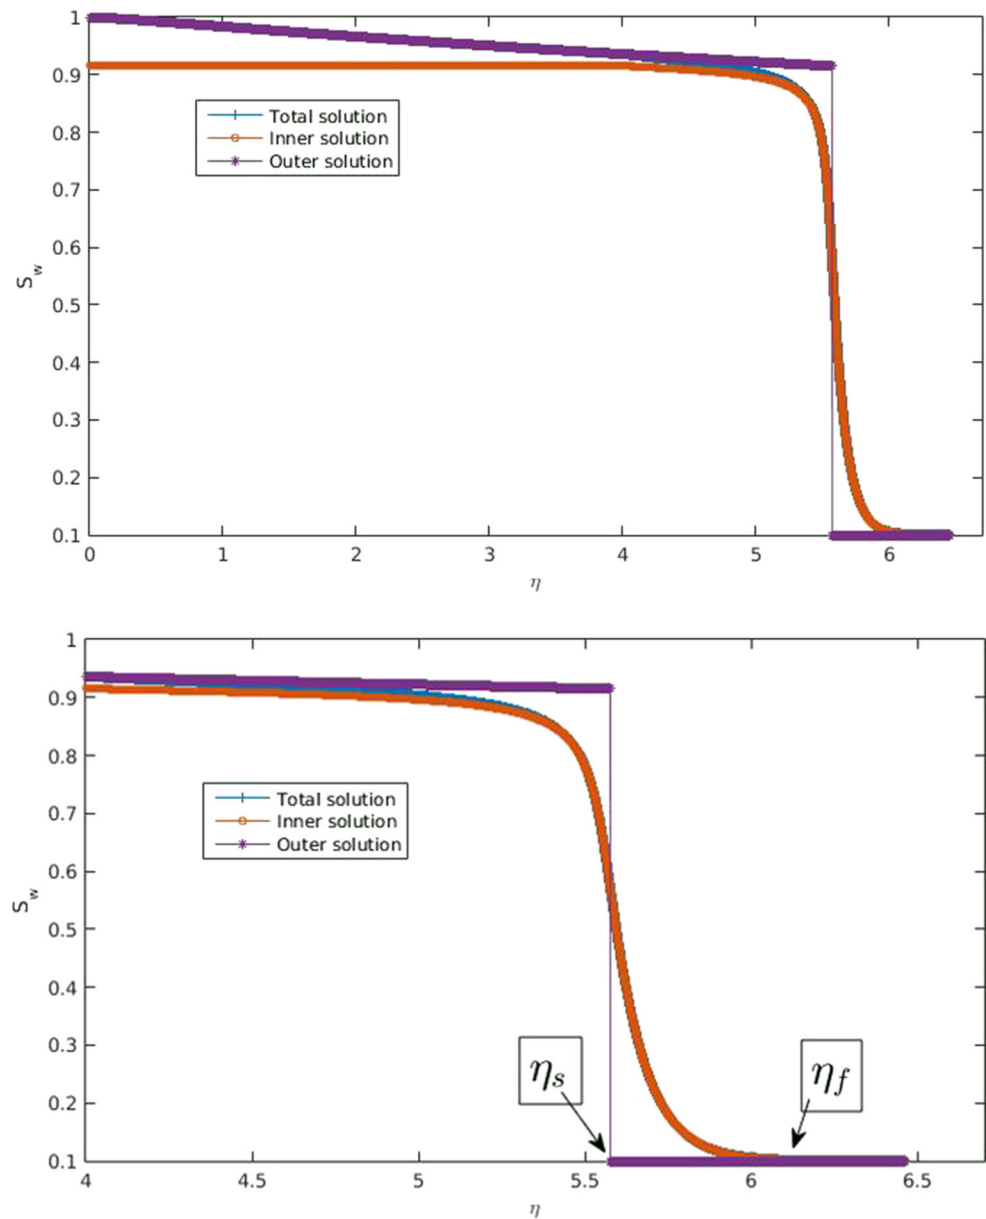 1
0.9
0.8
0.7
0.6
0.5
0.4
0.3
0.2
0.1
S_w
Total solution
Inner solution
Outer solution
0 1 2 3 4 5 6
η
1
0.9
0.8
0.7
0.6
0.5
0.4
0.3
0.2
0.1
S_w
Total solution
Inner solution
Outer solution
η_s
η_f
4 4.5 5 5.5 6 6.5
η